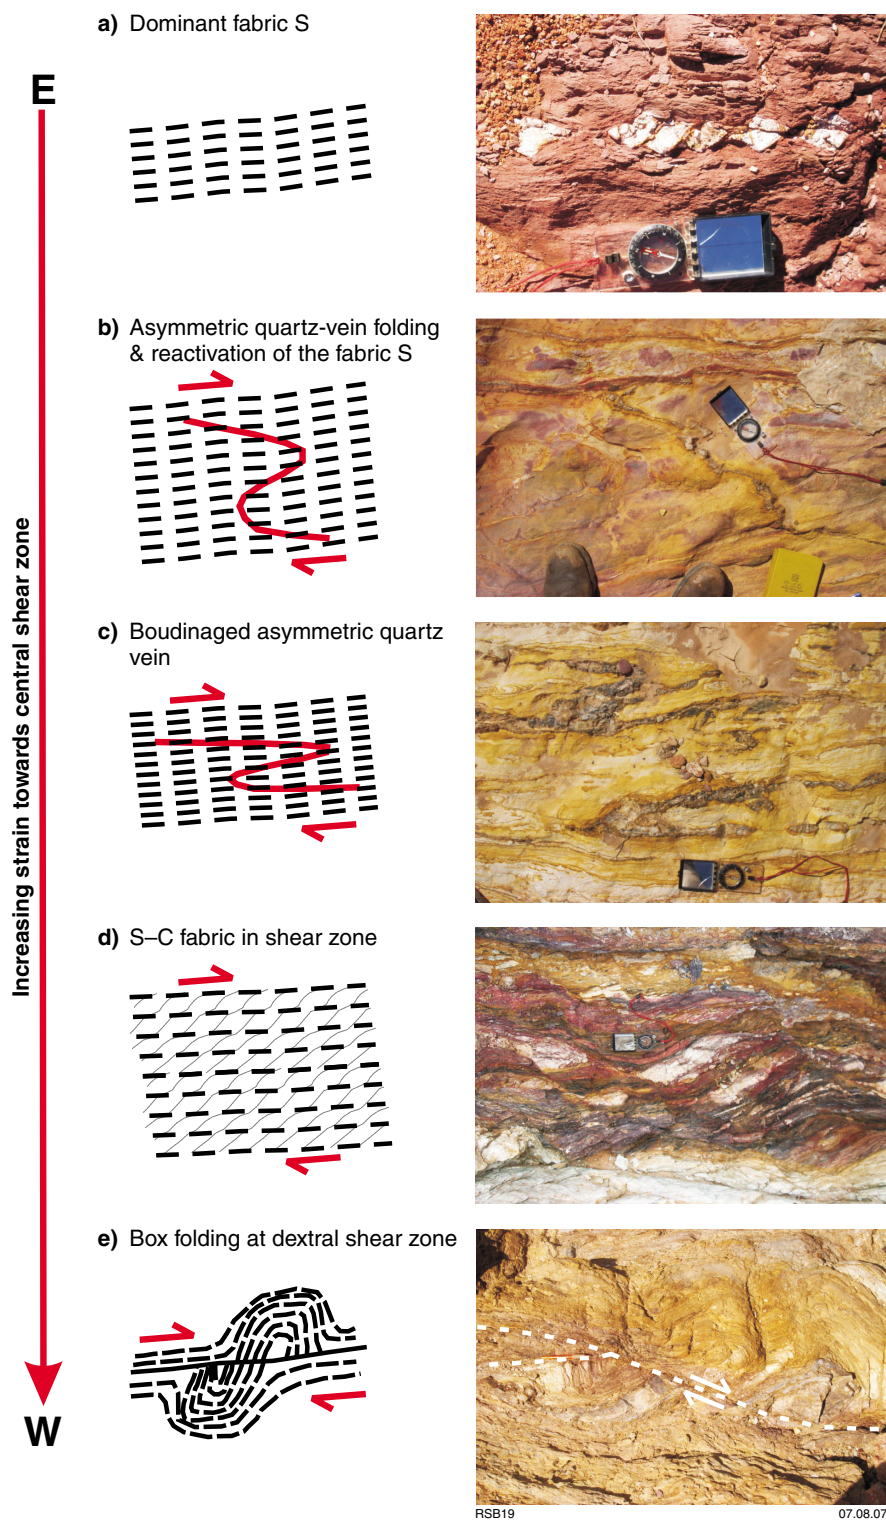 a) Dominant fabric S
E
b) Asymmetric quartz-vein folding
& reactivation of the fabric S
c) Boudinaged asymmetric quartz
vein
Increasing strain towards central shear zone
d) S–C fabric in shear zone
e) Box folding at dextral shear zone
W
RSB19
07.08.07